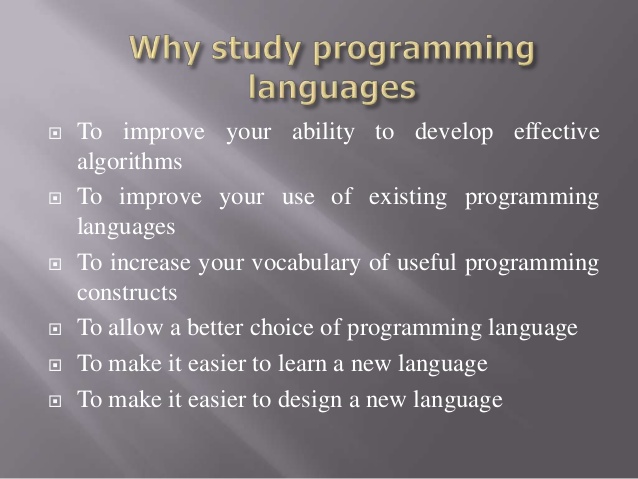 Why study programming
languages
To improve your ability to develop effective
algorithms
To improve your use of existing programming
languages
To increase your vocabulary of useful programming
constructs
To allow a better choice of programming language
To make it easier to learn a new language
To make it easier to design a new language